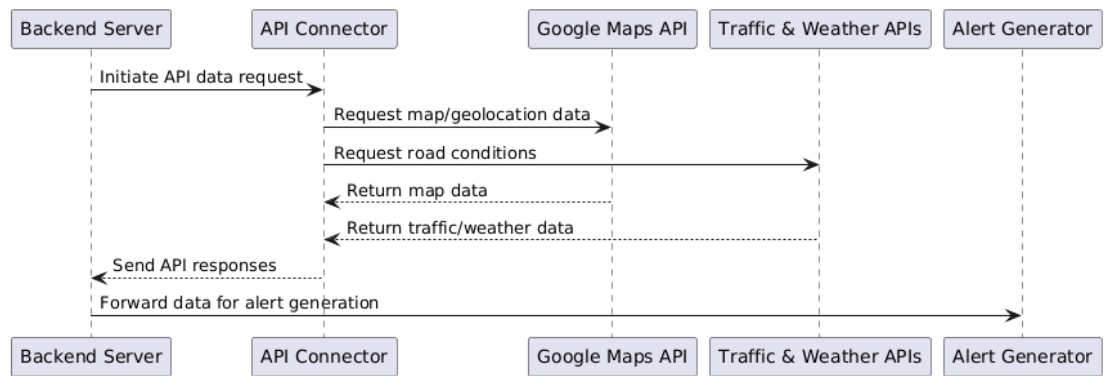 Backend Server API Connector Google Maps API Traffic & Weather APIs Alert Generator
Initiate API data request
Request map/geolocation data
Request road conditions
Return map data
Return traffic/weather data
Send API responses
Forward data for alert generation
Backend Server API Connector Google Maps API Traffic & Weather APIs Alert Generator